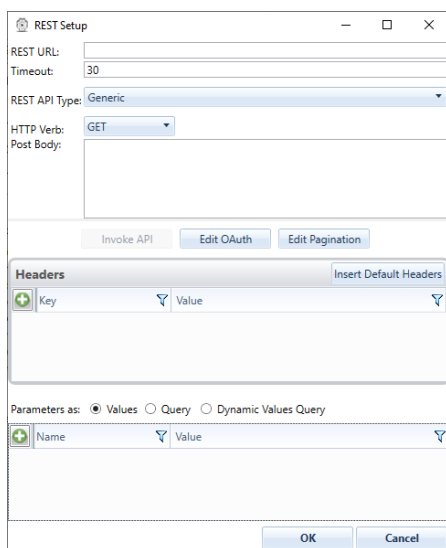 REST Setup
REST URL:
Timeout: 30
REST API Type: Generic
HTTP Verb: GET
Post Body:
Invoke API Edit OAuth Edit Pagination
Headers Insert Default Headers
Key Value
Parameters as: Values Query Dynamic Values Query
Name Value
OK Cancel